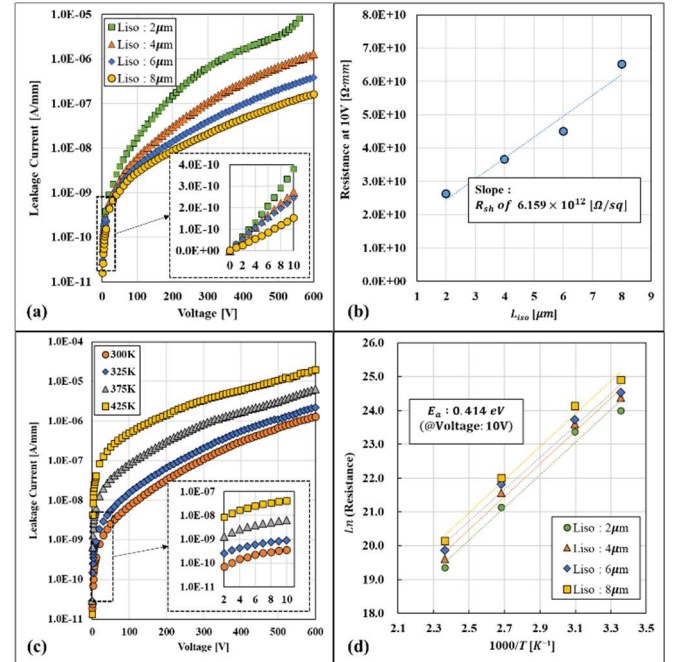 1.0E-05
1.0E-06
1.0E-07
1.0E-08
1.0E-09
1.0E-10
1.0E-11
Leakage Current [A/mm]
Liso : 2μm
Liso : 4μm
Liso : 6μm
Liso : 8μm
4.0E-10
3.0E-10
2.0E-10
1.0E-10
0.0E+00
0 1 2 3 4 5 6 7 8 9 10
0 100 200 300 400 500 600
Voltage [V]
(a)
8.0E+10
7.0E+10
6.0E+10
5.0E+10
4.0E+10
3.0E+10
2.0E+10
1.0E+10
0.0E+00
Resistance at 10V [Ω·mm]
Slope :
R_sh of 6.159 × 10^12 [Ω/sq]
1 2 3 4 5 6 7 8 9
L_iso [μm]
(b)
1.0E-04
1.0E-05
1.0E-06
1.0E-07
1.0E-08
1.0E-09
1.0E-10
1.0E-11
Leakage Current [A/mm]
300K
325K
375K
425K
1.0E-07
1.0E-08
1.0E-09
1.0E-10
1.0E-11
2 4 6 8 10
0 100 200 300 400 500 600
Voltage [V]
(c)
26.0
25.0
24.0
23.0
22.0
21.0
20.0
19.0
18.0
Ln (Resistance)
E_a : 0.414 eV
(@Voltage: 10V)
Liso : 2μm
Liso : 4μm
Liso : 6μm
Liso : 8μm
2.1 2.3 2.5 2.7 2.9 3.1 3.3 3.5
1000/T [K⁻¹]
(d)